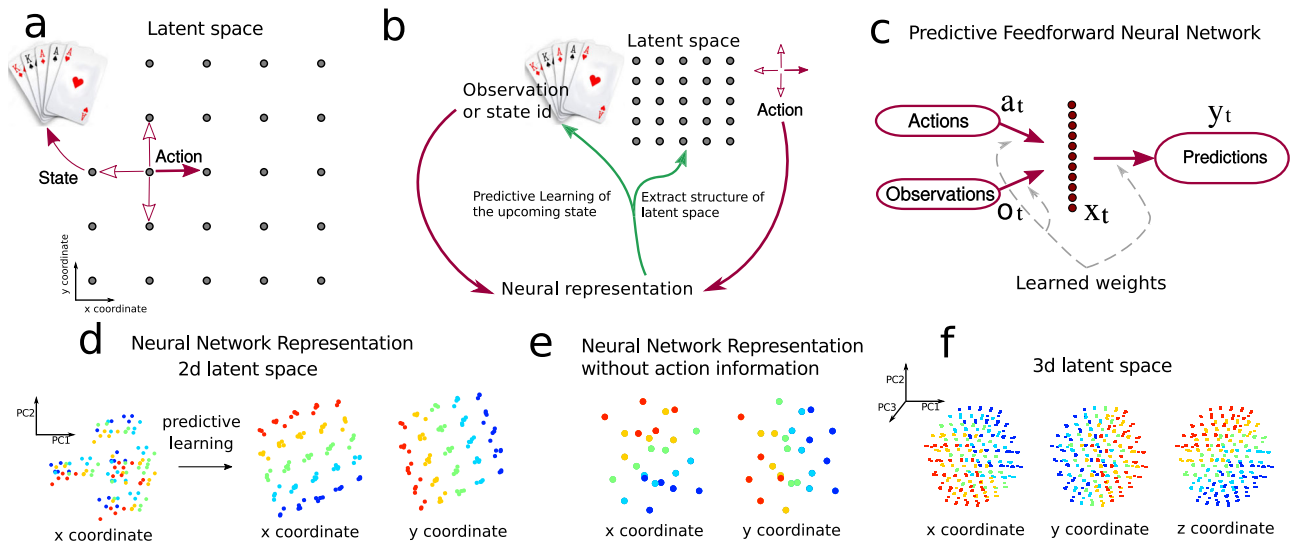 a
Latent space
K K A A A
Action
State
y coordinate
x coordinate
b
Latent space
Observation
or state id
K K A A A
Action
Predictive Learning of
the upcoming state
Extract structure of
latent space
Neural representation
c
Predictive Feedforward Neural Network
Actions
at
yt
Predictions
Observations
ot
xt
Learned weights
d
Neural Network Representation
2d latent space
PC2
PC1
predictive
learning
x coordinate
x coordinate
y coordinate
e
Neural Network Representation
without action information
x coordinate
y coordinate
f
3d latent space
PC2
PC3
PC1
x coordinate
y coordinate
z coordinate